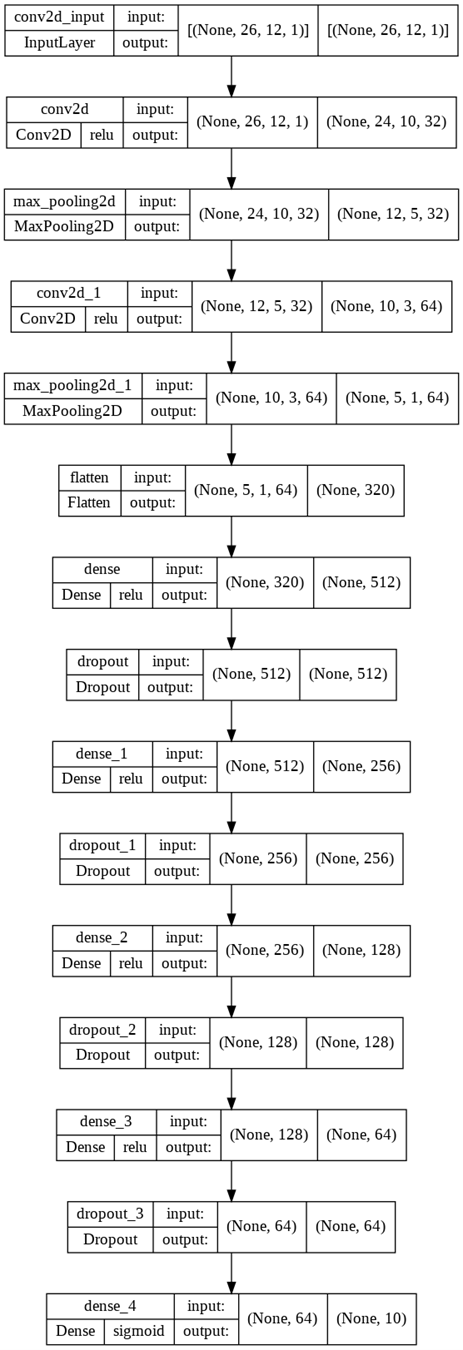 conv2d_input input: [(None, 26, 12, 1)] [(None, 26, 12, 1)]
InputLayer output:
conv2d input: (None, 26, 12, 1) (None, 24, 10, 32)
Conv2D relu output:
max_pooling2d input: (None, 24, 10, 32) (None, 12, 5, 32)
MaxPooling2D output:
conv2d_1 input: (None, 12, 5, 32) (None, 10, 3, 64)
Conv2D relu output:
max_pooling2d_1 input: (None, 10, 3, 64) (None, 5, 1, 64)
MaxPooling2D output:
flatten input: (None, 5, 1, 64) (None, 320)
Flatten output:
dense input: (None, 320) (None, 512)
Dense relu output:
dropout input: (None, 512) (None, 512)
Dropout output:
dense_1 input: (None, 512) (None, 256)
Dense relu output:
dropout_1 input: (None, 256) (None, 256)
Dropout output:
dense_2 input: (None, 256) (None, 128)
Dense relu output:
dropout_2 input: (None, 128) (None, 128)
Dropout output:
dense_3 input: (None, 128) (None, 64)
Dense relu output:
dropout_3 input: (None, 64) (None, 64)
Dropout output:
dense_4 input: (None, 64) (None, 10)
Dense sigmoid output: